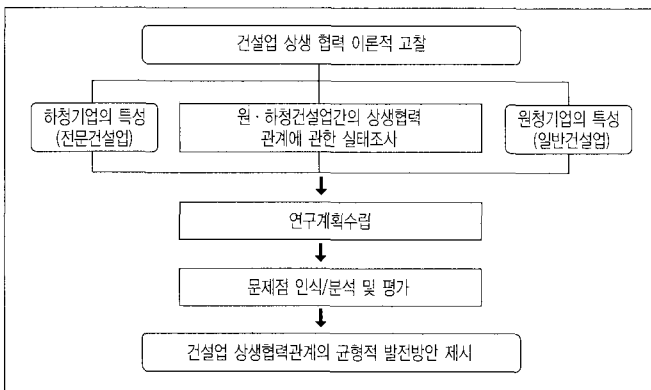 건설업 상생 협력 이론적 고찰
하청기업의 특성
(전문건설업)
원 · 하청건설업간의 상생협력
관계에 관한 실태조사
원청기업의 특성
(일반건설업)
연구계획수립
문제점 인식/분석 및 평가
건설업 상생협력관계의 균형적 발전방안 제시